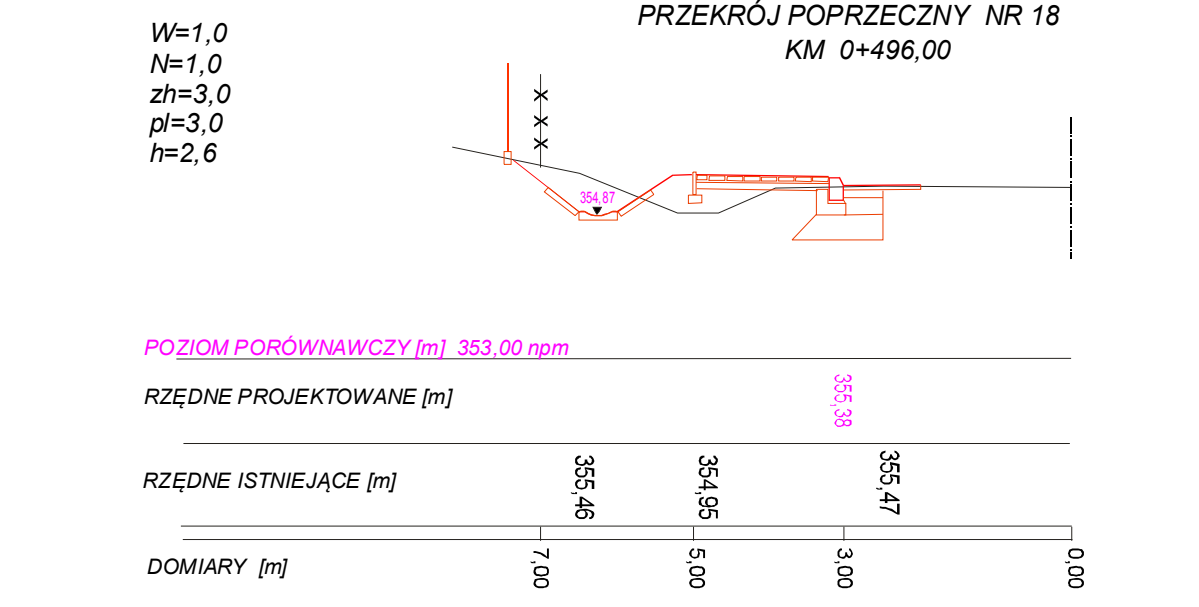 PRZEKRÓJ POPRZECZNY NR 18
KM 0+496,00
W=1,0
N=1,0
zh=3,0
pl=3,0
h=2,6
X
X
X
354,87
POZIOM PORÓWNAWCZY [m] 353,00 npm
RZĘDNE PROJEKTOWANE [m]
355,38
RZĘDNE ISTNIEJĄCE [m]
355,46
354,95
355,47
DOMIARY [m]
7,00
5,00
3,00
0,00